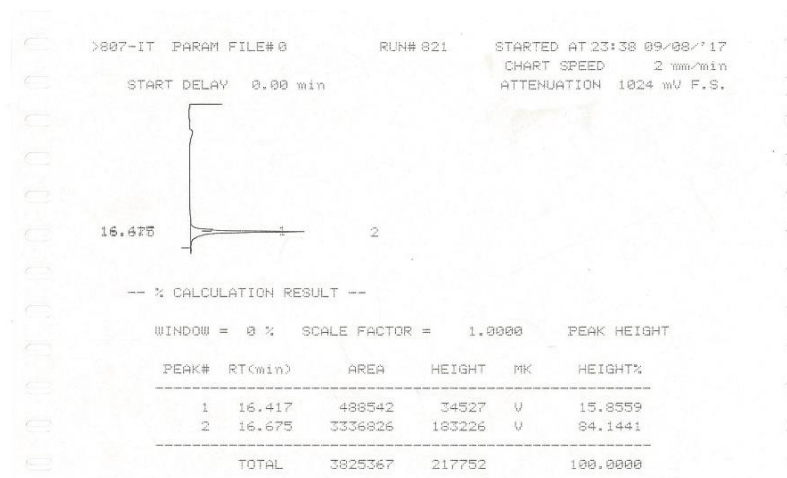 >807-IT PARAM FILE# 0 RUN# 821 STARTED AT 23:38 09/08/'17
CHART SPEED 2 mm/min
START DELAY 0.00 min ATTENUATION 1024 mV F.S.
16.675 1 2
-- % CALCULATION RESULT --
WINDOW = 0 % SCALE FACTOR = 1.0000 PEAK HEIGHT
PEAK# RT(min) AREA HEIGHT MK HEIGHT%
1 16.417 488542 34527 V 15.8559
2 16.675 3336826 183226 V 84.1441
TOTAL 3825367 217752 100.0000